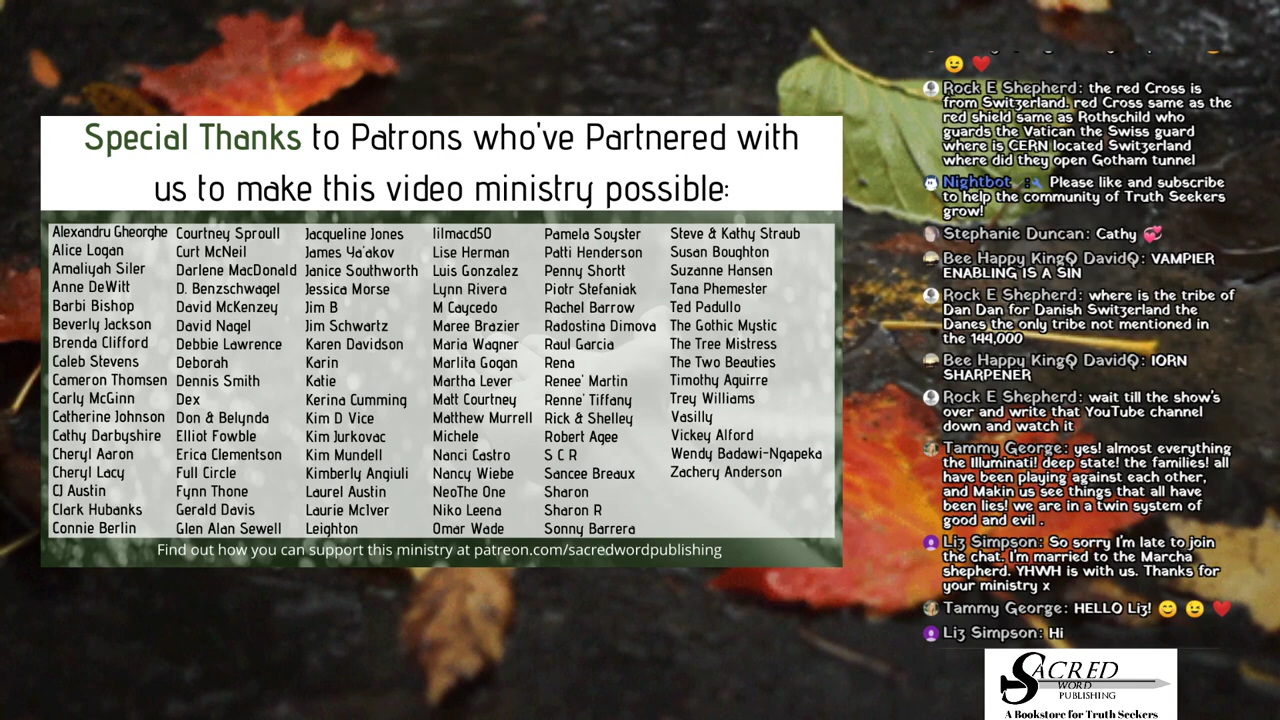 Special Thanks to Patrons who've Partnered with
us to make this video ministry possible:
Alexandru Gheorghe
Alice Logan
Amaliyah Siler
Anne DeWitt
Barbi Bishop
Beverly Jackson
Brenda Clifford
Caleb Stevens
Cameron Thomsen
Carly McGinn
Catherine Johnson
Cathy Darbyshire
Cheryl Aaron
Cheryl Lacy
CJ Austin
Clark Hubanks
Connie Berlin
Courtney Sproull
Curt McNeil
Darlene MacDonald
D. Benzschwagel
David McKenzey
David Nagel
Debbie Lawrence
Deborah
Dennis Smith
Dex
Don & Belynda
Elliot Fowble
Erica Clementson
Full Circle
Fynn Thone
Gerald Davis
Glen Alan Sewell
Jacqueline Jones
James Ya'akov
Janice Southworth
Jessica Morse
Jim B
Jim Schwartz
Karen Davidson
Karin
Katie
Kerina Cumming
Kim D Vice
Kim Jurkovac
Kim Mundell
Kimberly Angiuli
Laurel Austin
Laurie McIver
Leighton
lilmacd50
Lise Herman
Luis Gonzalez
Lynn Rivera
M Caycedo
Maree Brazier
Maria Wagner
Marlita Gogan
Martha Lever
Matt Courtney
Matthew Murrell
Michele
Nanci Castro
Nancy Wiebe
NeoThe One
Niko Leena
Omar Wade
Pamela Soyster
Patti Henderson
Penny Shortt
Piotr Stefaniak
Rachel Barrow
Radostina Dimova
Raul Garcia
Rena
Renee' Martin
Renne' Tiffany
Rick & Shelley
Robert Agee
S C R
Sancee Breaux
Sharon
Sharon R
Sonny Barrera
Steve & Kathy Straub
Susan Boughton
Suzanne Hansen
Tana Phemester
Ted Padullo
The Gothic Mystic
The Tree Mistress
The Two Beauties
Timothy Aguirre
Trey Williams
Vasilly
Vickey Alford
Wendy Badawi-Ngapeka
Zachery Anderson
Find out how you can support this ministry at patreon.com/sacredwordpublishing
😉 ❤️
Rock E Shepherd: the red Cross is
from Switzerland. red Cross same as the
red shield same as Rothschild who
guards the Vatican the Swiss guard
where is CERN located Switzerland
where did they open Gotham tunnel
Nightbot: Please like and subscribe
to help the community of Truth Seekers
grow!
Stephanie Duncan: Cathy 💞
Bee Happy KingQ DavidQ: VAMPIER
ENABLING IS A SIN
Rock E Shepherd: where is the tribe of
Dan Dan for Danish Switzerland the
Danes the only tribe not mentioned in
the 144,000
Bee Happy KingQ DavidQ: IORN
SHARPENER
Rock E Shepherd: wait till the show's
over and write that YouTube channel
down and watch it
Tammy George: yes! almost everything
the Illuminati! deep state! the families! all
have been playing against each other,
and Makin us see things that all have
been lies! we are in a twin system of
good and evil .
Liz Simpson: So sorry I'm late to join
the chat. I'm married to the Marcha
shepherd. YHWH is with us. Thanks for
your ministry x
Tammy George: HELLO Liz! 😊 😉 ❤️
Liz Simpson: Hi
SACRED
WORD
PUBLISHING
A Bookstore for Truth Seekers